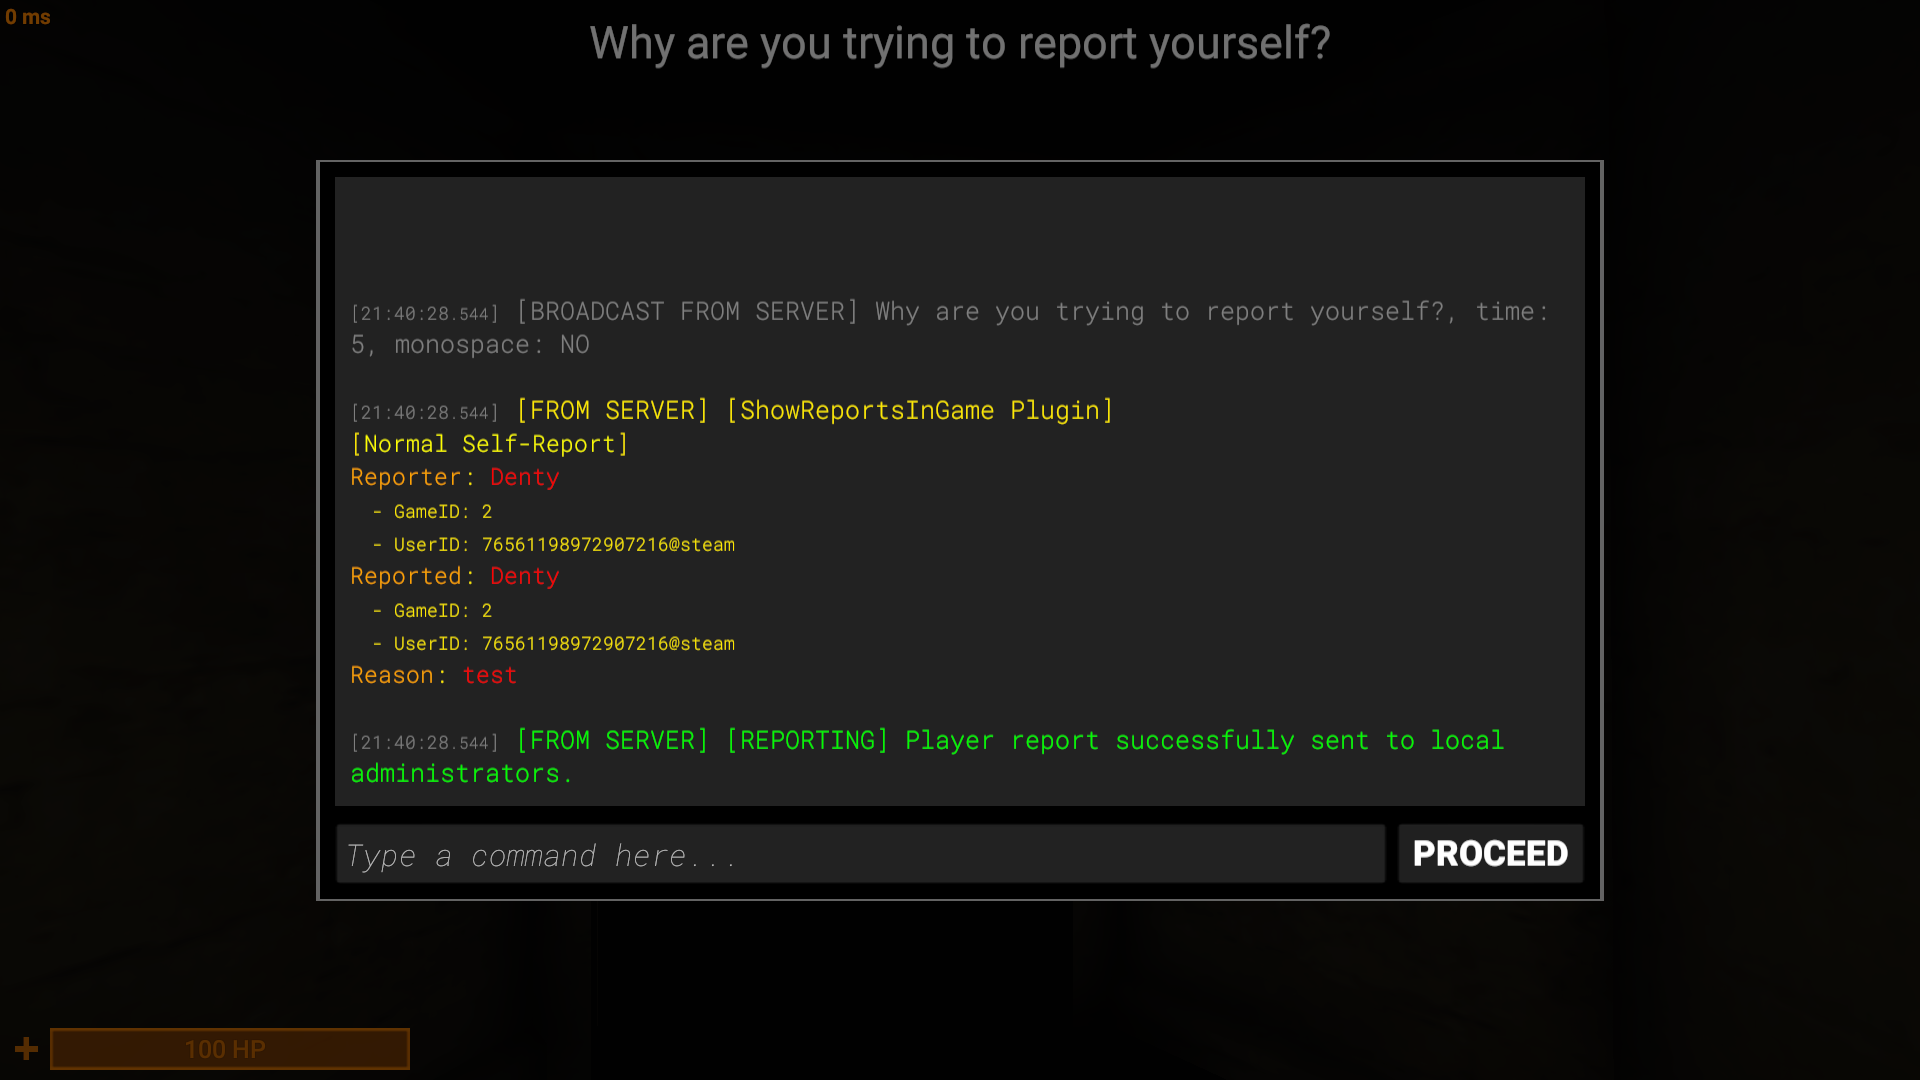 0 ms
Why are you trying to report yourself?
[21:40:28.544] [BROADCAST FROM SERVER] Why are you trying to report yourself?, time:
5, monospace: NO
[21:40:28.544] [FROM SERVER] [ShowReportsInGame Plugin]
[Normal Self-Report]
Reporter: Denty
- GameID: 2
- UserID: 76561198972907216@steam
Reported: Denty
- GameID: 2
- UserID: 76561198972907216@steam
Reason: test
[21:40:28.544] [FROM SERVER] [REPORTING] Player report successfully sent to local
administrators.
Type a command here...
PROCEED
+ 100 HP